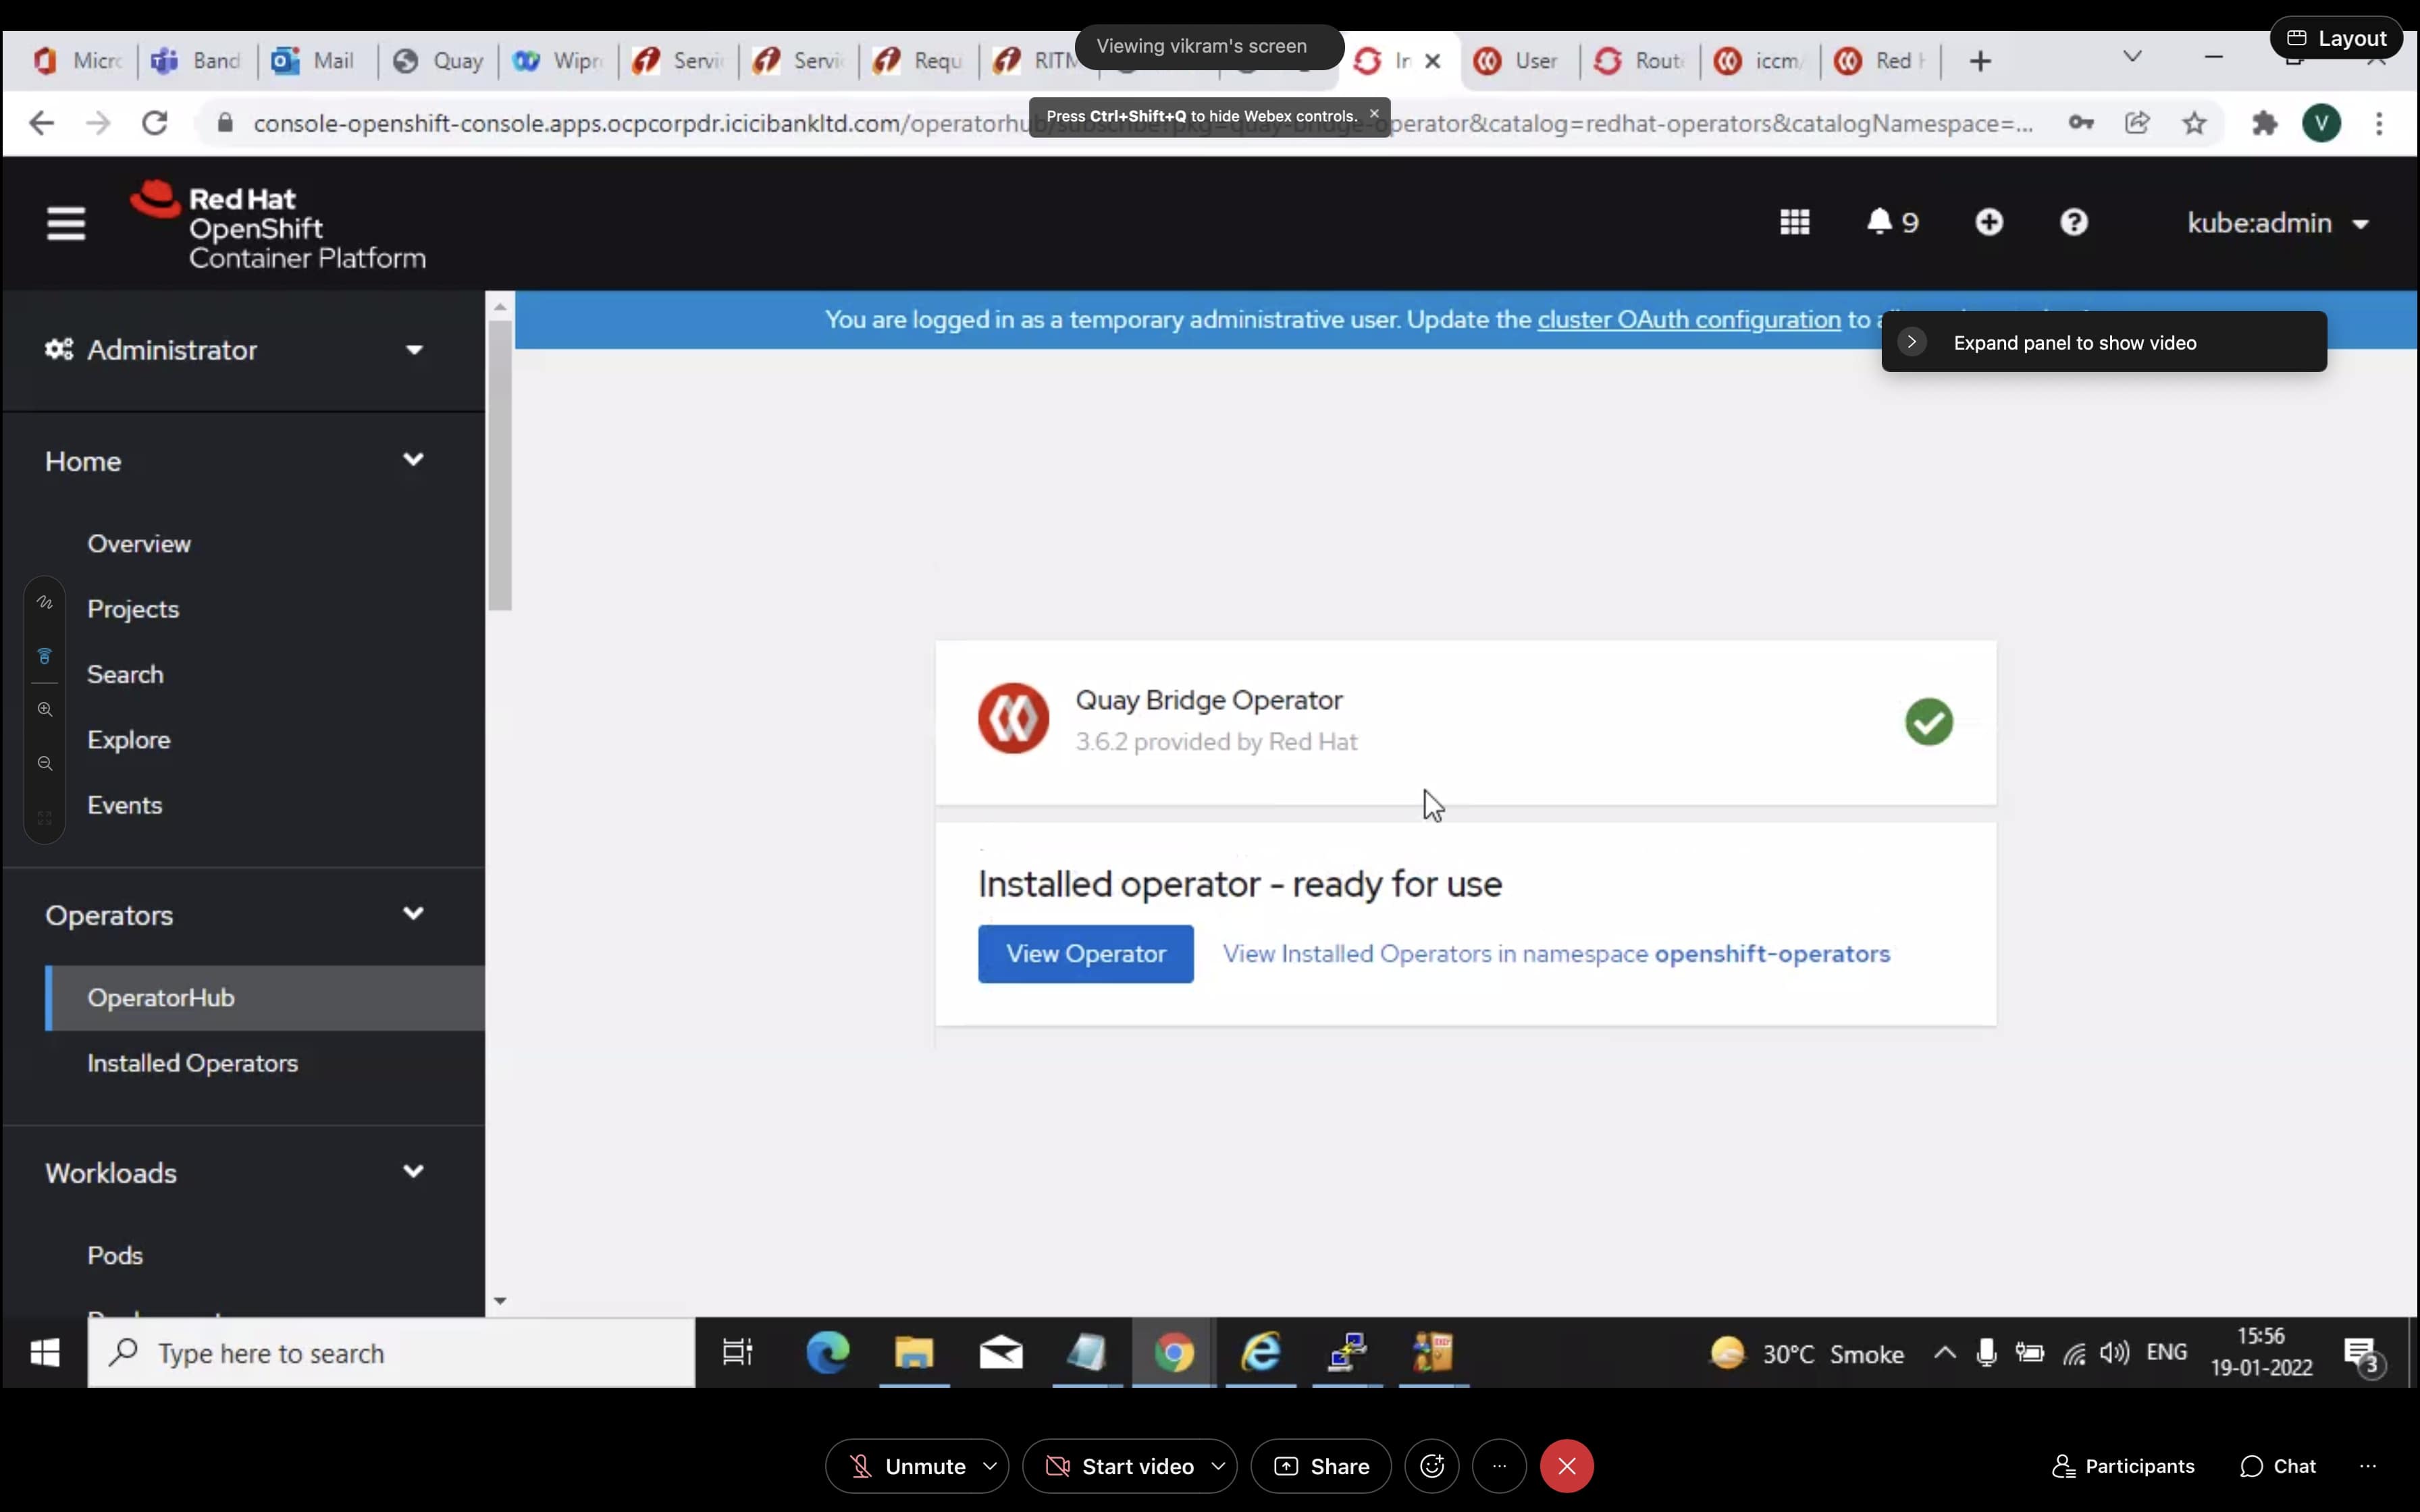 Viewing vikram's screen
Layout
Micr
Band
Mail
Quay
Wipr
Servi
Servi
Requ
RITM
In
User
Rout
iccm/
Red H
Press Ctrl+Shift+Q to hide Webex controls.
console-openshift-console.apps.ocpcorpdr.icicibankltd.com/operatorhu
operator&catalog=redhat-operators&catalogNamespace=...
V
Red Hat
OpenShift
Container Platform
9
kube:admin
You are logged in as a temporary administrative user. Update the cluster OAuth configuration to
Expand panel to show video
Administrator
Home
Overview
Projects
Search
Explore
Events
Operators
OperatorHub
Installed Operators
Workloads
Pods
Quay Bridge Operator
3.6.2 provided by Red Hat
Installed operator - ready for use
View Operator
View Installed Operators in namespace openshift-operators
Type here to search
30°C Smoke
ENG
15:56
19-01-2022
3
Unmute
Start video
Share
Participants
Chat